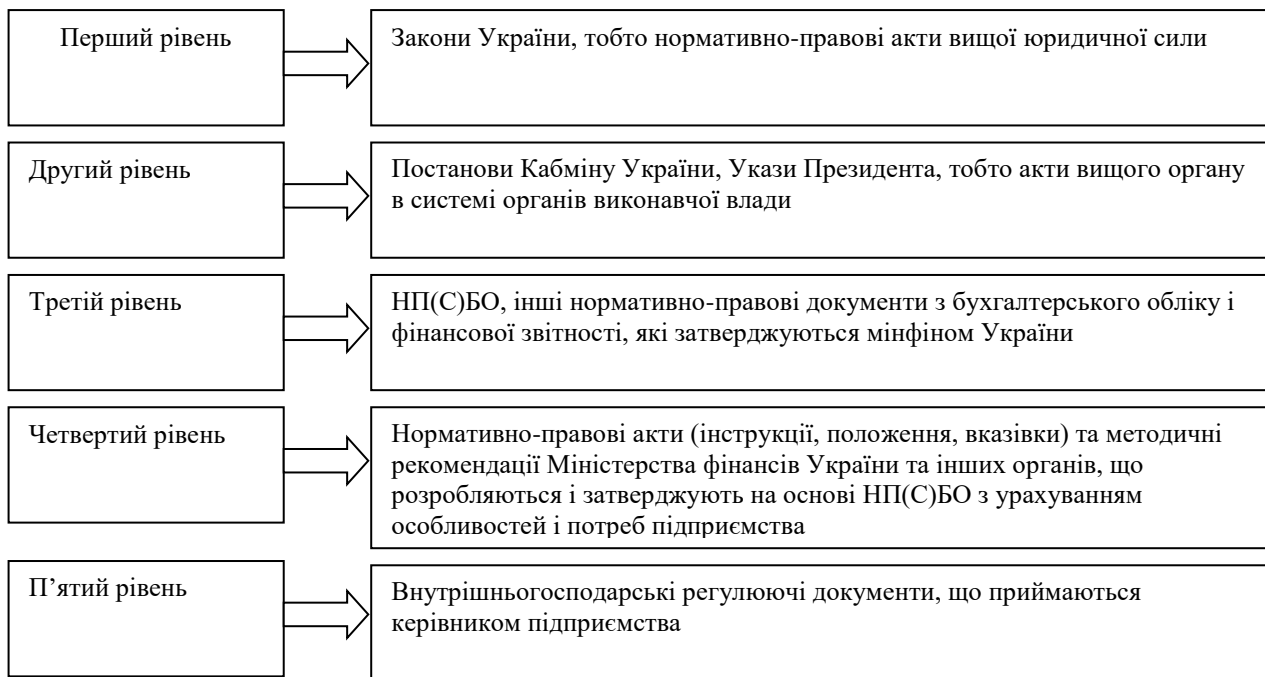 Перший рівень
Закони України, тобто нормативно-правові акти вищої юридичної сили
Другий рівень
Постанови Кабміну України, Укази Президента, тобто акти вищого органу
в системі органів виконавчої влади
Третій рівень
НП(С)БО, інші нормативно-правові документи з бухгалтерського обліку і
фінансової звітності, які затверджуються мінфіном України
Четвертий рівень
Нормативно-правові акти (інструкції, положення, вказівки) та методичні
рекомендації Міністерства фінансів України та інших органів, що
розробляються і затверджують на основі НП(С)БО з урахуванням
особливостей і потреб підприємства
П’ятий рівень
Внутрішньогосподарські регулюючі документи, що приймаються
керівником підприємства